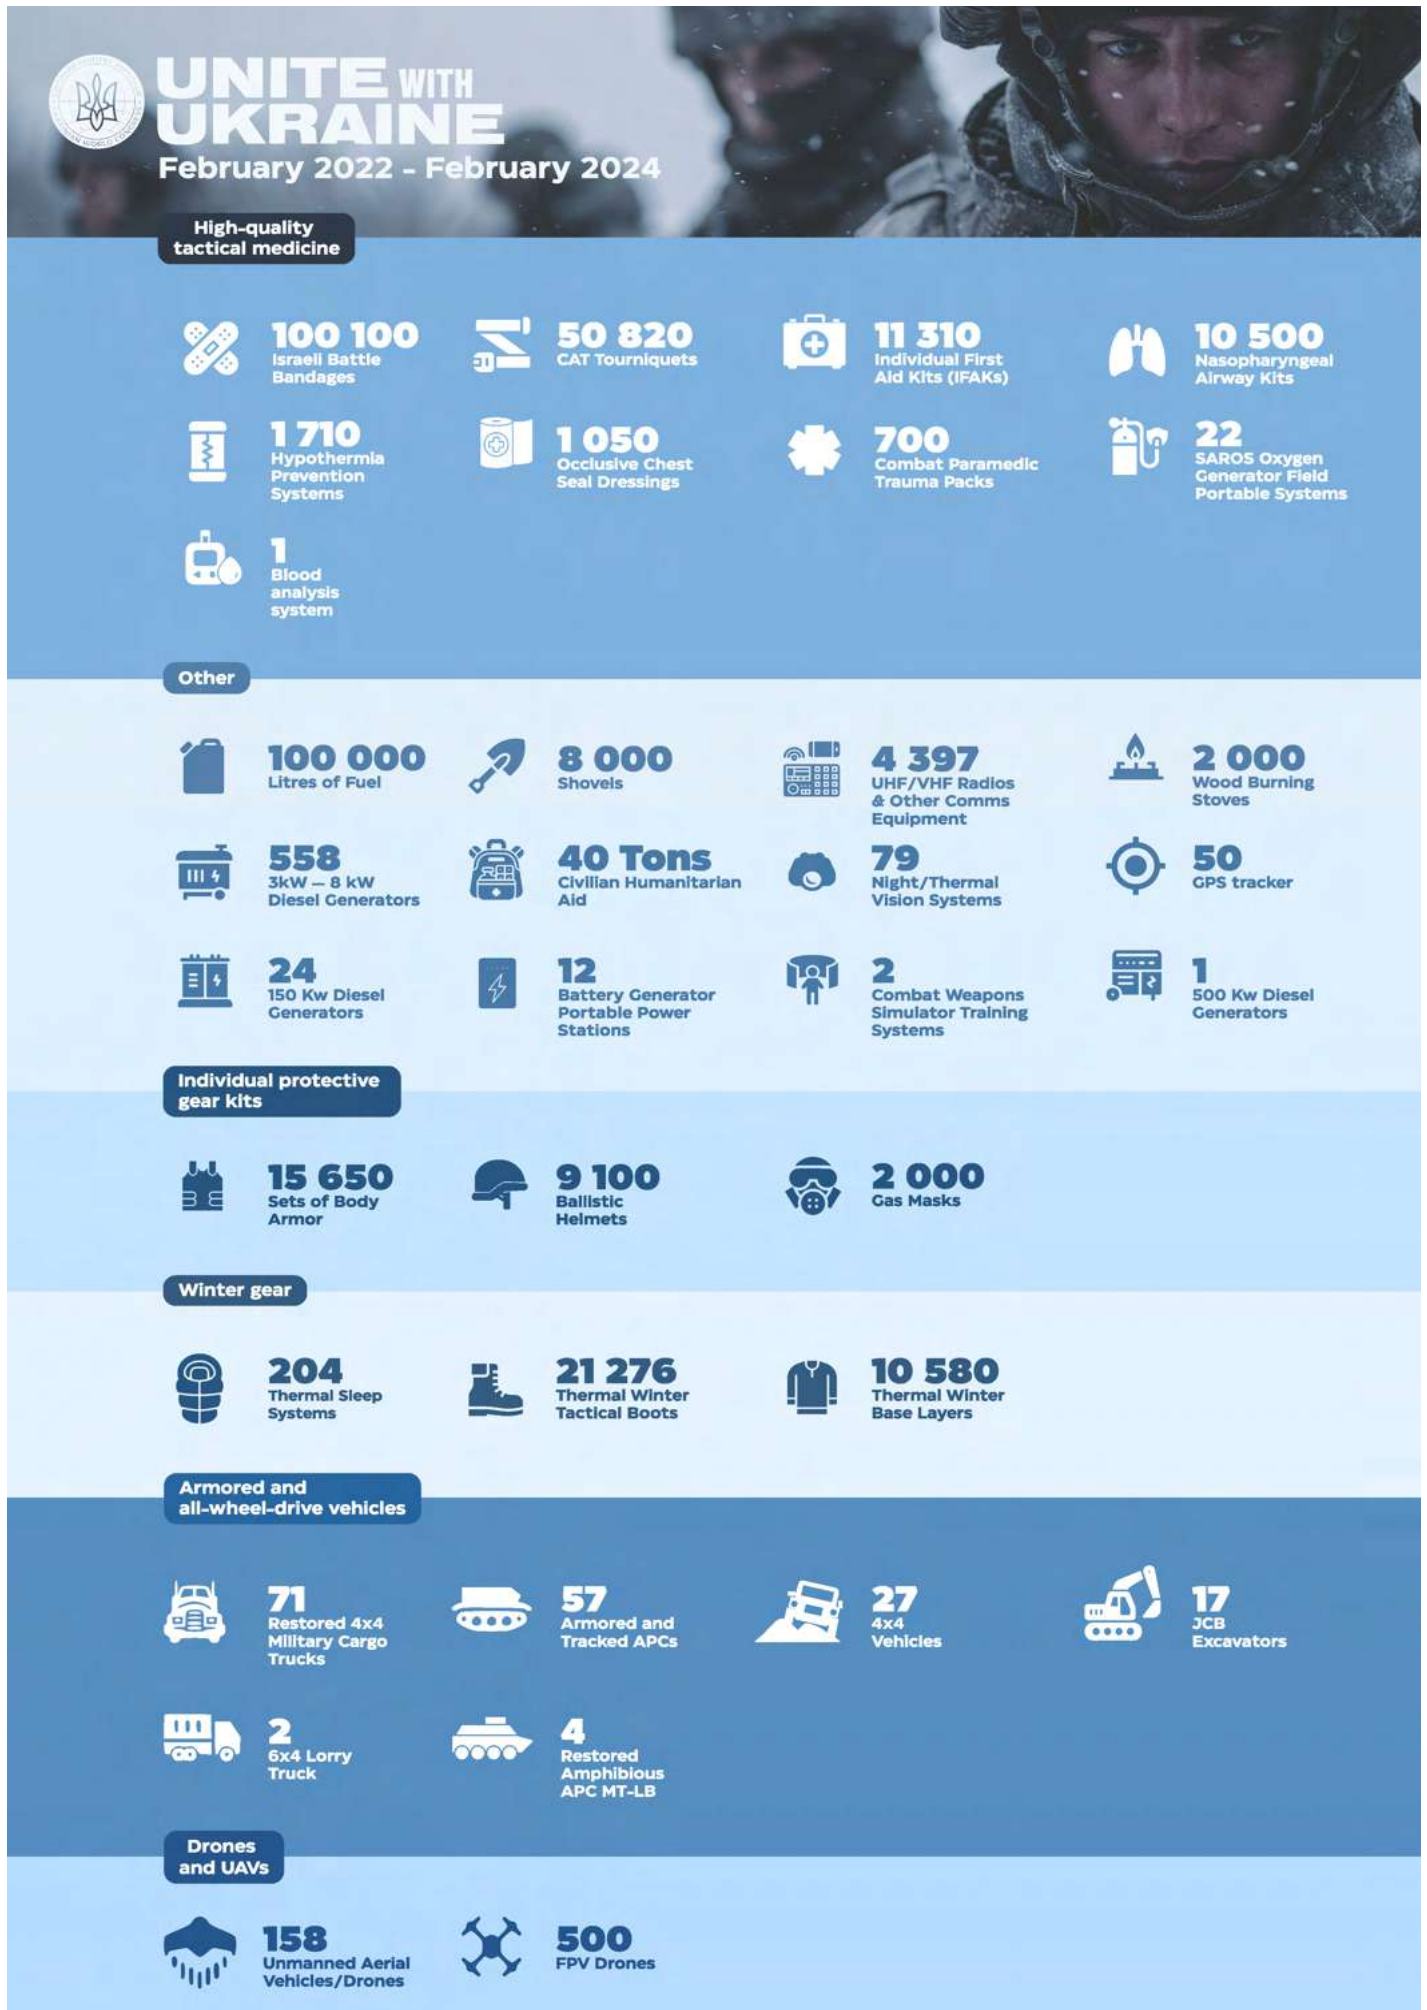 UNITE WITH
UKRAINE
February 2022 - February 2024
High-quality
tactical medicine
100 100
Israeli Battle
Bandages
50 820
CAT Tourniquets
11 310
Individual First
Aid Kits (IFAKs)
10 500
Nasopharyngeal
Airway Kits
1 710
Hypothermia
Prevention
Systems
1 050
Occlusive Chest
Seal Dressings
700
Combat Paramedic
Trauma Packs
22
SAROS Oxygen
Generator Field
Portable Systems
1
Blood
analysis
system
Other
100 000
Litres of Fuel
8 000
Shovels
4 397
UHF/VHF Radios
& Other Comms
Equipment
2 000
Wood Burning
Stoves
558
3kW – 8 kW
Diesel Generators
40 Tons
Civilian Humanitarian
Aid
79
Night/Thermal
Vision Systems
50
GPS tracker
24
150 Kw Diesel
Generators
12
Battery Generator
Portable Power
Stations
2
Combat Weapons
Simulator Training
Systems
1
500 Kw Diesel
Generators
Individual protective
gear kits
15 650
Sets of Body
Armor
9 100
Ballistic
Helmets
2 000
Gas Masks
Winter gear
204
Thermal Sleep
Systems
21 276
Thermal Winter
Tactical Boots
10 580
Thermal Winter
Base Layers
Armored and
all-wheel-drive vehicles
71
Restored 4x4
Military Cargo
Trucks
57
Armored and
Tracked APCs
27
4x4
Vehicles
17
JCB
Excavators
2
6x4 Lorry
Truck
4
Restored
Amphibious
APC MT-LB
Drones
and UAVs
158
Unmanned Aerial
Vehicles/Drones
500
FPV Drones